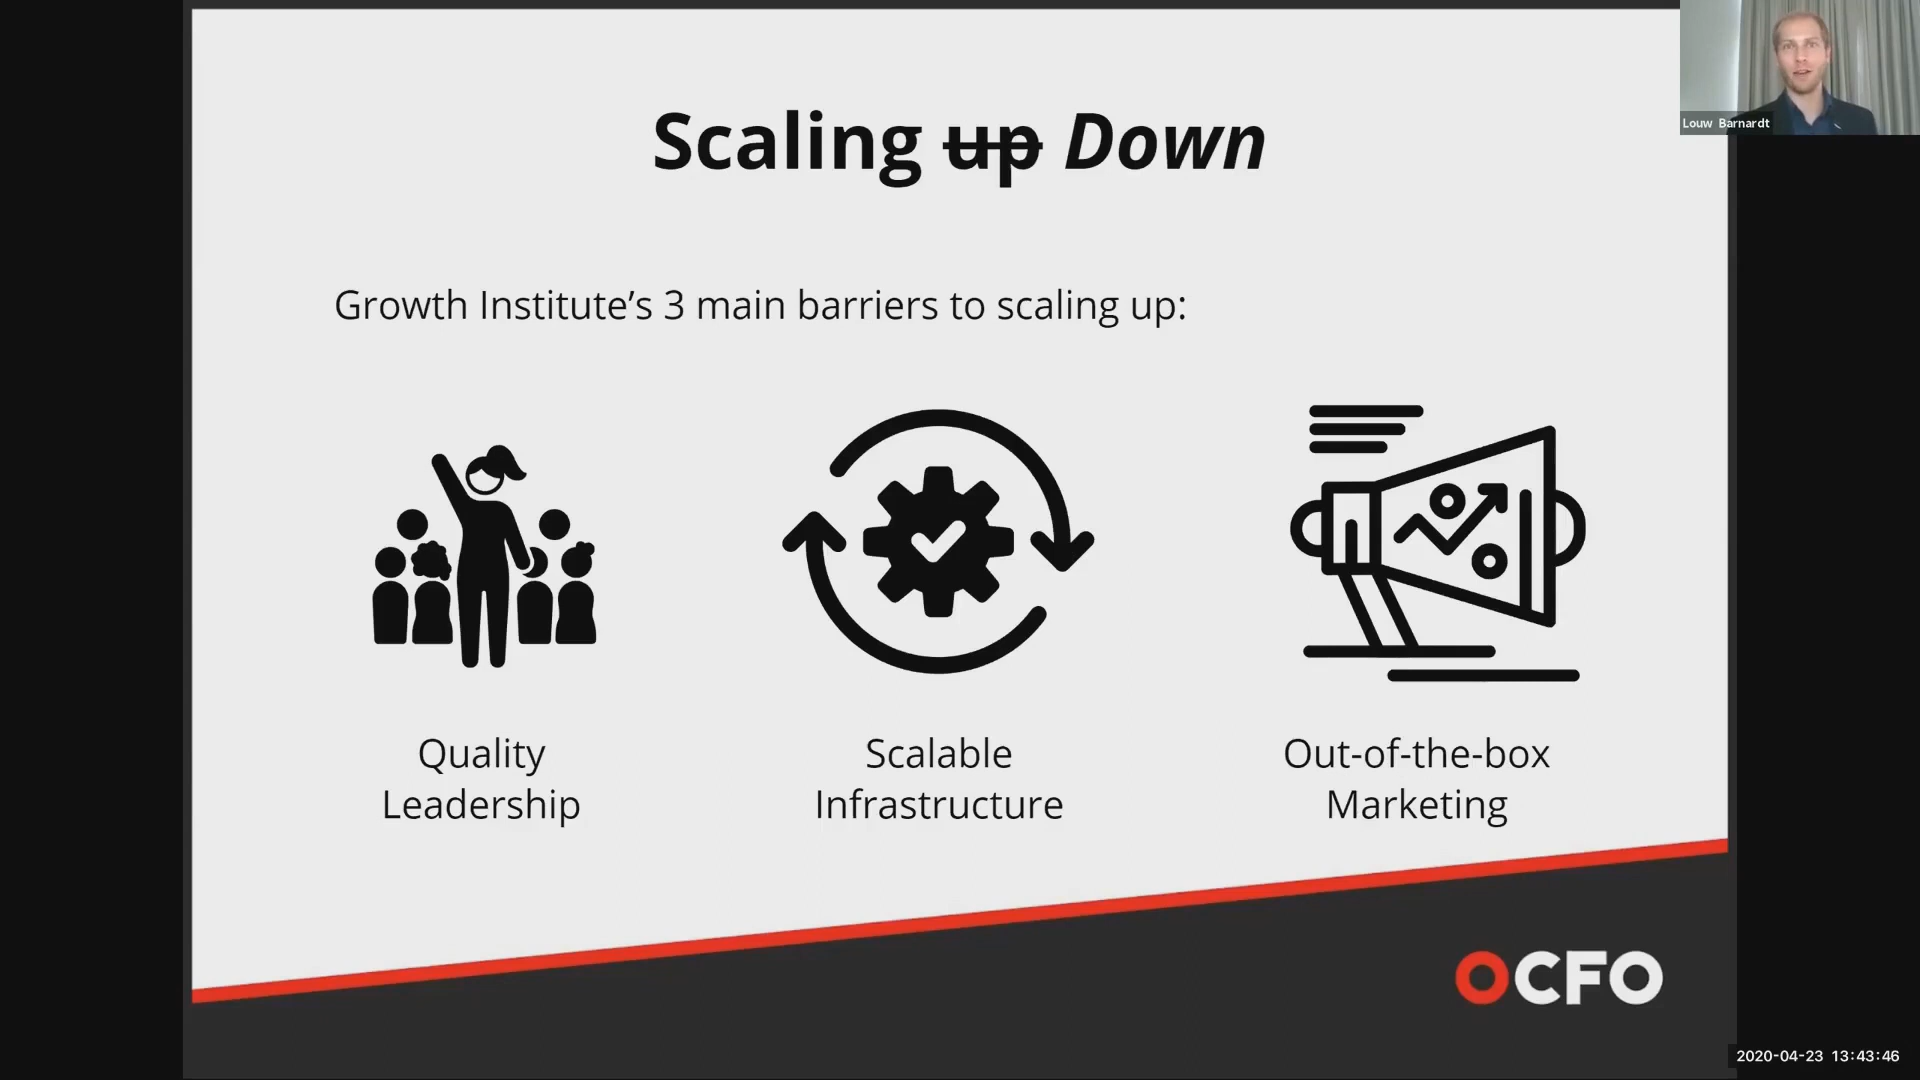 Scaling up Down
Louw Barnardt
Growth Institute’s 3 main barriers to scaling up:
Quality
Leadership
Scalable
Infrastructure
Out-of-the-box
Marketing
OCFO
2020-04-23 13:43:46